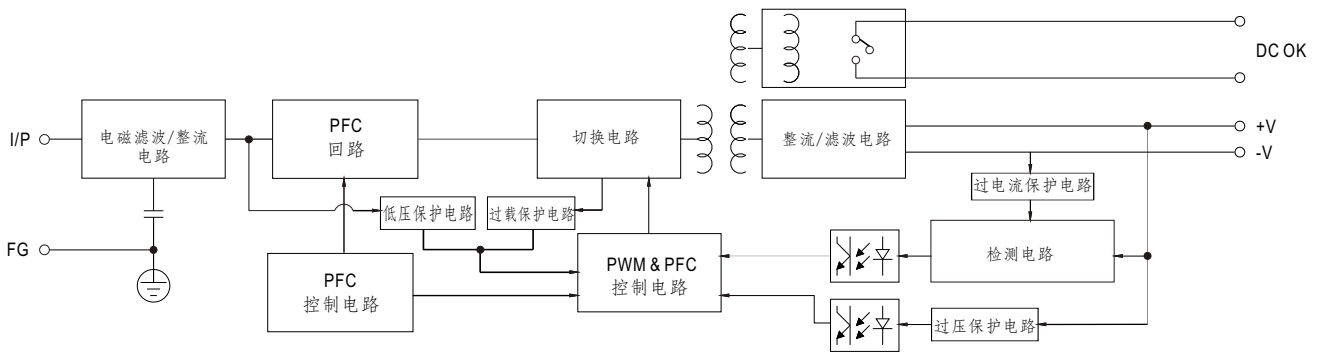 DC OK
I/P
电磁滤波/整流
电路
PFC
回路
切换电路
整流/滤波电路
+V
-V
过电流保护电路
低压保护电路
过载保护电路
FG
PFC
控制电路
PWM & PFC
控制电路
检测电路
过压保护电路